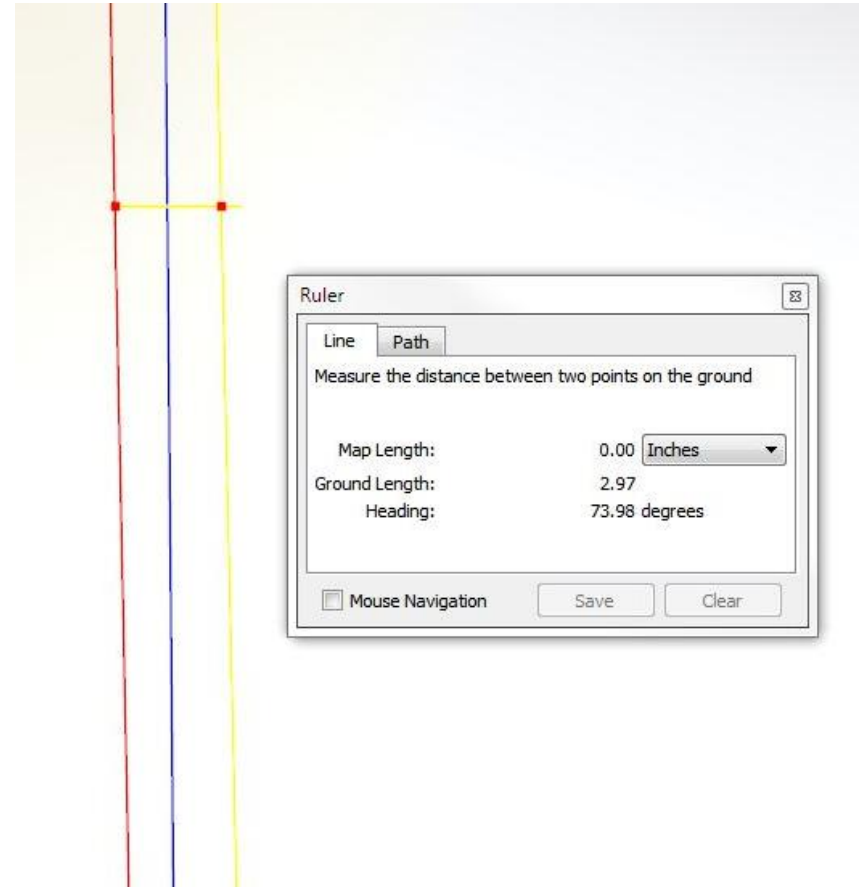 Ruler
Line Path
Measure the distance between two points on the ground
Map Length: 0.00 Inches
Ground Length: 2.97
Heading: 73.98 degrees
Mouse Navigation Save Clear